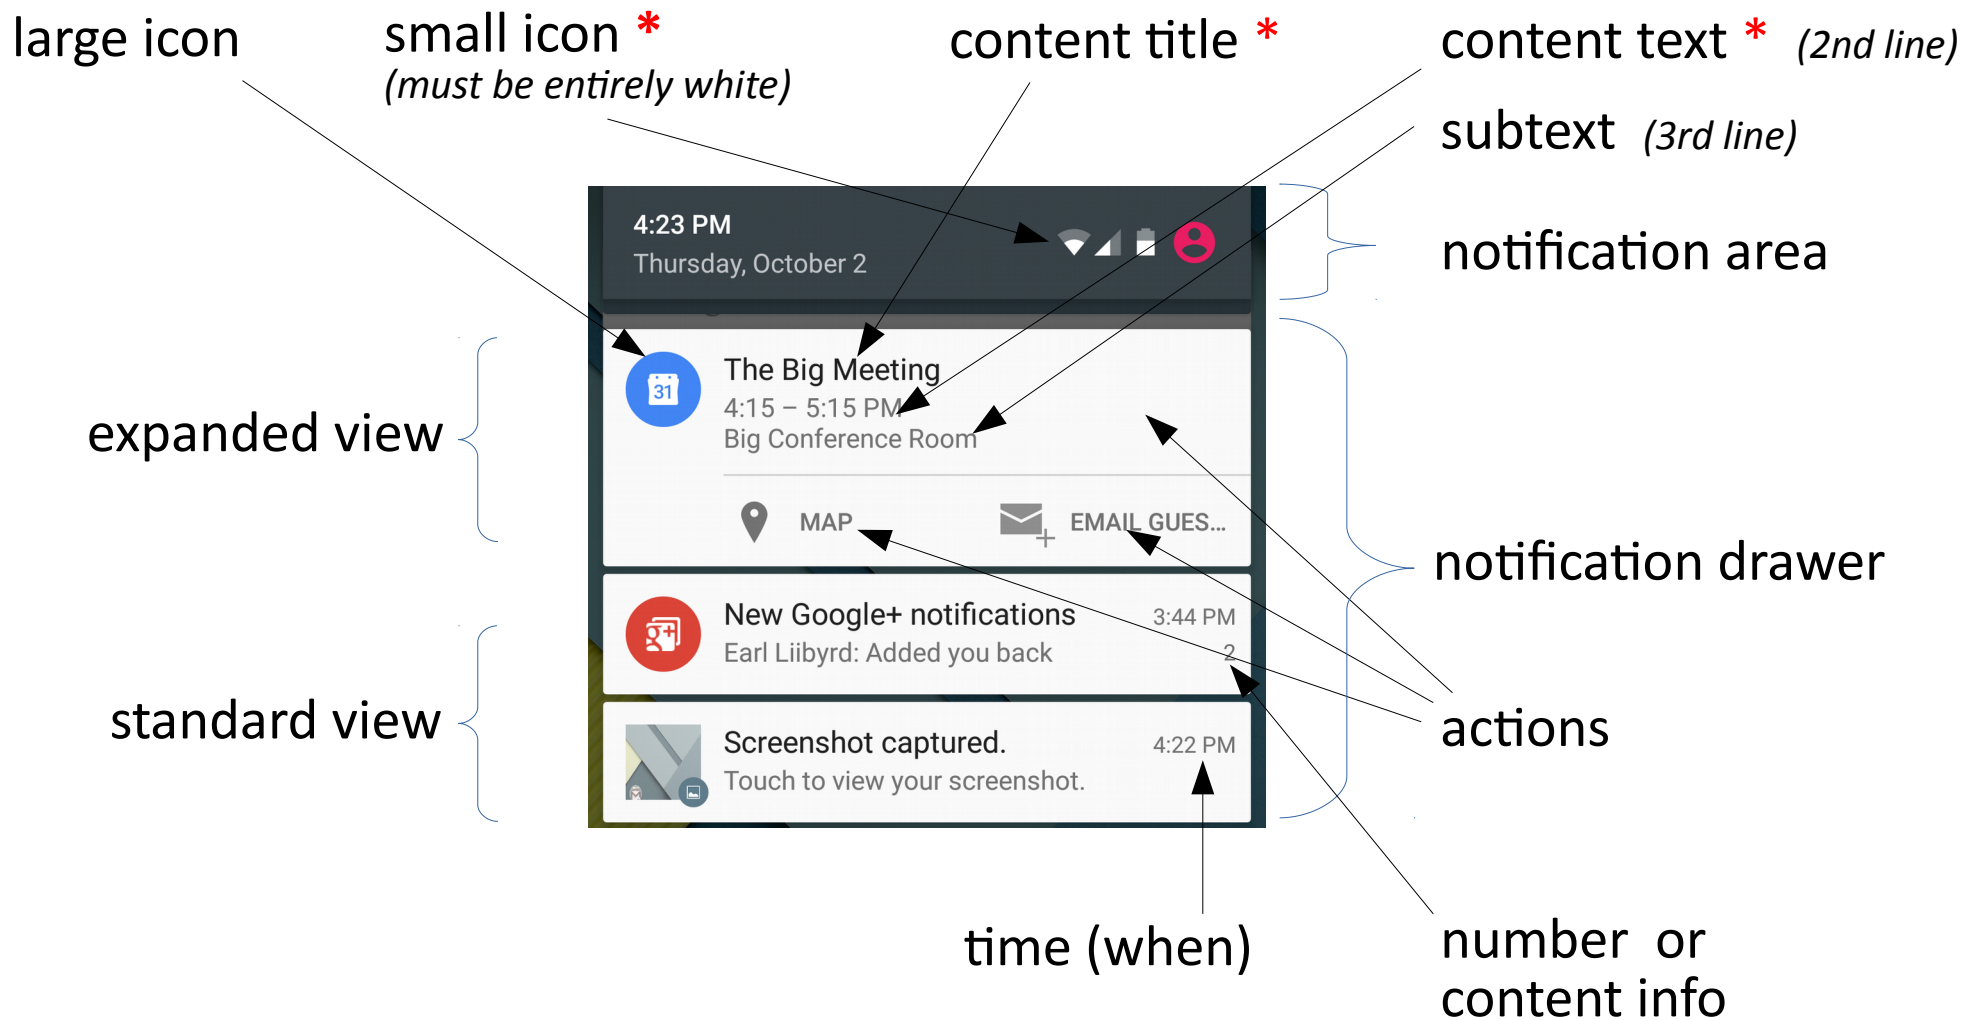 large icon
small icon *
(must be entirely white)
content title *
content text * (2nd line)
subtext (3rd line)
4:23 PM
Thursday, October 2
notification area
31
The Big Meeting
4:15 – 5:15 PM
Big Conference Room
expanded view
MAP
EMAIL GUES...
notification drawer
g+
New Google+ notifications
3:44 PM
Earl Liibyrd: Added you back
2
standard view
actions
Screenshot captured.
4:22 PM
Touch to view your screenshot.
time (when)
number or
content info